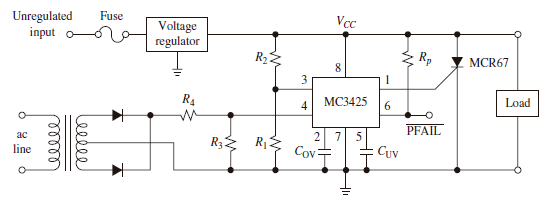 Unregulated
input
Fuse
Voltage
regulator
VCC
R2
Rp
MCR67
8
3
1
MC3425
4
6
R4
Load
PFAIL
ac
line
R3
R1
2
7
5
COV
CUV